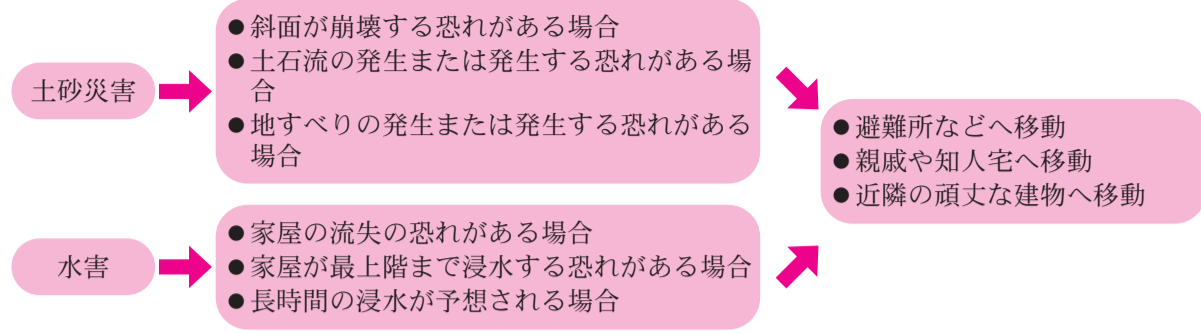 土砂災害
●斜面が崩壊する恐れがある場合
●土石流の発生または発生する恐れがある場
合
●地すべりの発生または発生する恐れがある
場合
水害
●家屋の流失の恐れがある場合
●家屋が最上階まで浸水する恐れがある場合
●長時間の浸水が予想される場合
●避難所などへ移動
●親戚や知人宅へ移動
●近隣の頑丈な建物へ移動